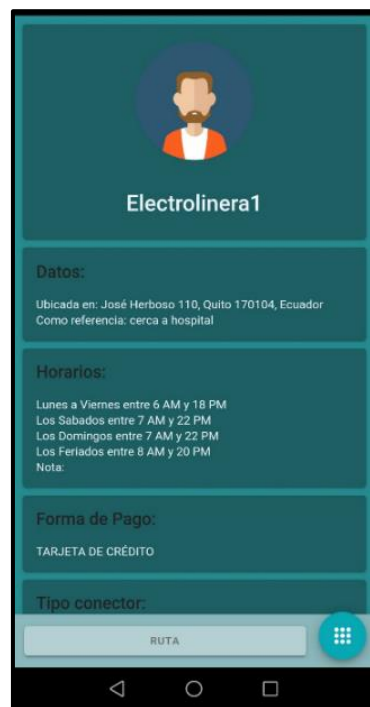 Electrolinera1
Datos:
Ubicada en: José Herboso 110, Quito 170104, Ecuador
Como referencia: cerca a hospital
Horarios:
Lunes a Viernes entre 6 AM y 18 PM
Los Sabados entre 7 AM y 22 PM
Los Domingos entre 7 AM y 22 PM
Los Feriados entre 8 AM y 20 PM
Nota:
Forma de Pago:
TARJETA DE CRÉDITO
Tipo conector:
RUTA